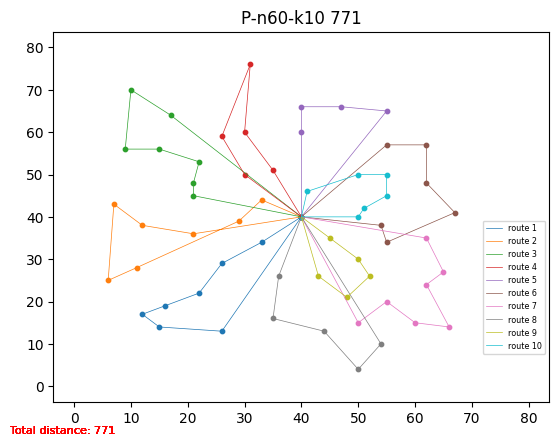 P-n60-k10 771
80
70
60
50
40
30
20
10
0
route 1
route 2
route 3
route 4
route 5
route 6
route 7
route 8
route 9
route 10
0 10 20 30 40 50 60 70 80
Total distance: 771